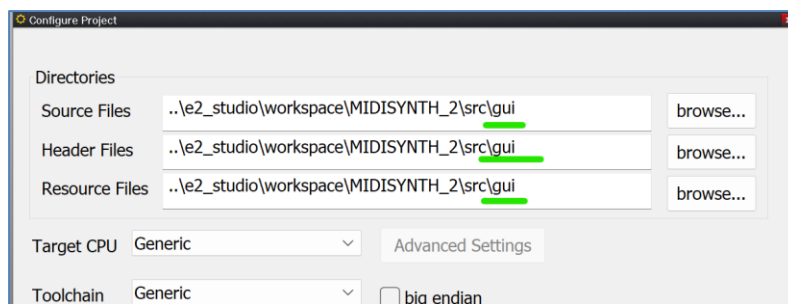 Configure Project
Directories
Source Files ..\e2_studio\workspace\MIDISYNTH_2\src\gui browse...
Header Files ..\e2_studio\workspace\MIDISYNTH_2\src\gui browse...
Resource Files ..\e2_studio\workspace\MIDISYNTH_2\src\gui browse...
Target CPU Generic Advanced Settings
Toolchain Generic big endian